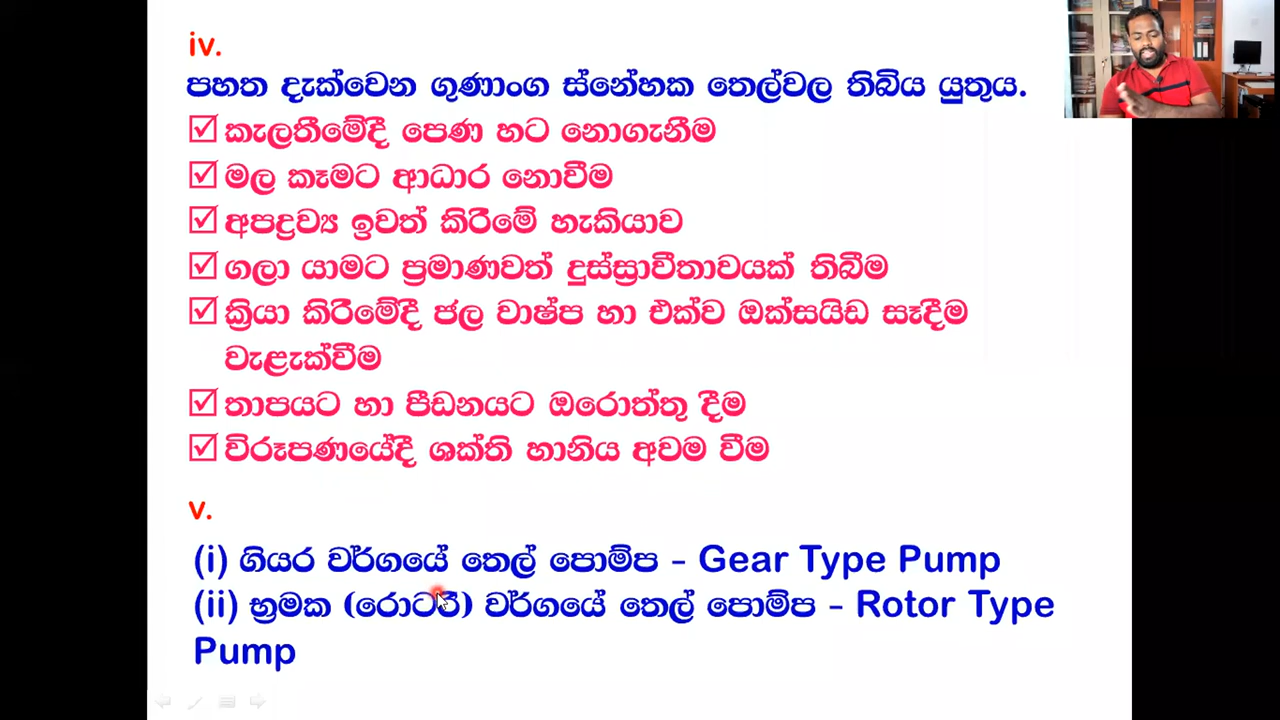 iv.
පහත දැක්වෙන ගුණාංග ස්නේහක තෙල්වල තිබිය යුතුය.
☑ කැලතීමේදී පෙණ හට නොගැනීම
☑ මල කෑමට ආධාර නොවීම
☑ අපද්‍රව්‍ය ඉවත් කිරීමේ හැකියාව
☑ ගලා යාමට ප්‍රමාණවත් දුස්ස්‍රාවීතාවයක් තිබීම
☑ ක්‍රියා කිරීමේදී ජල වාෂ්ප හා එක්ව ඔක්සයිඩ සෑදීම
වැළැක්වීම
☑ තාපයට හා පීඩනයට ඔරොත්තු දීම
☑ විරූපණයේදී ශක්ති හානිය අවම වීම
v.
(i) ගියර වර්ගයේ තෙල් පොම්ප – Gear Type Pump
(ii) භ්‍රමක (රොටරී) වර්ගයේ තෙල් පොම්ප – Rotor Type
Pump